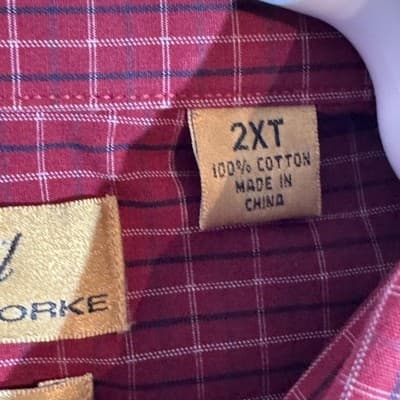 2XT
100% COTTON
MADE IN
CHINA
ORKE